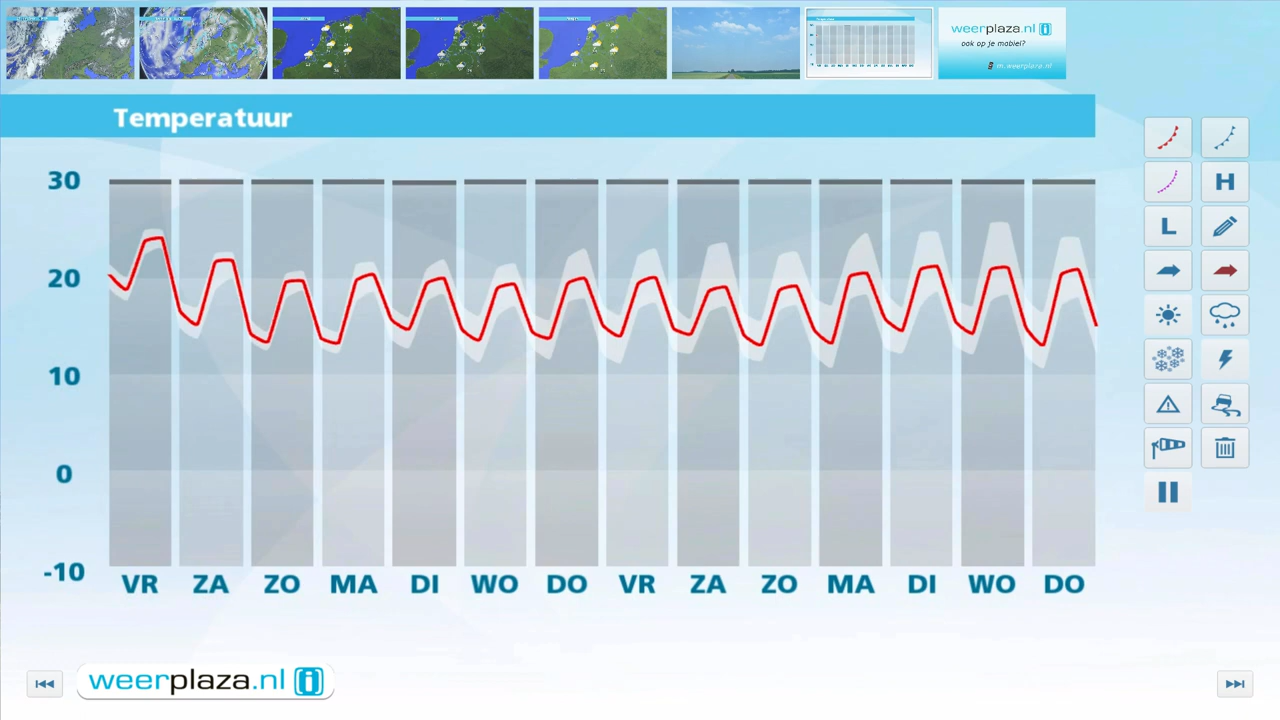 weerplaza.nl i
ook op je mobiel?
m.weerplaza.nl
Temperatuur
30
20
10
0
-10
VR ZA ZO MA DI WO DO VR ZA ZO MA DI WO DO
H
L
weerplaza.nl i